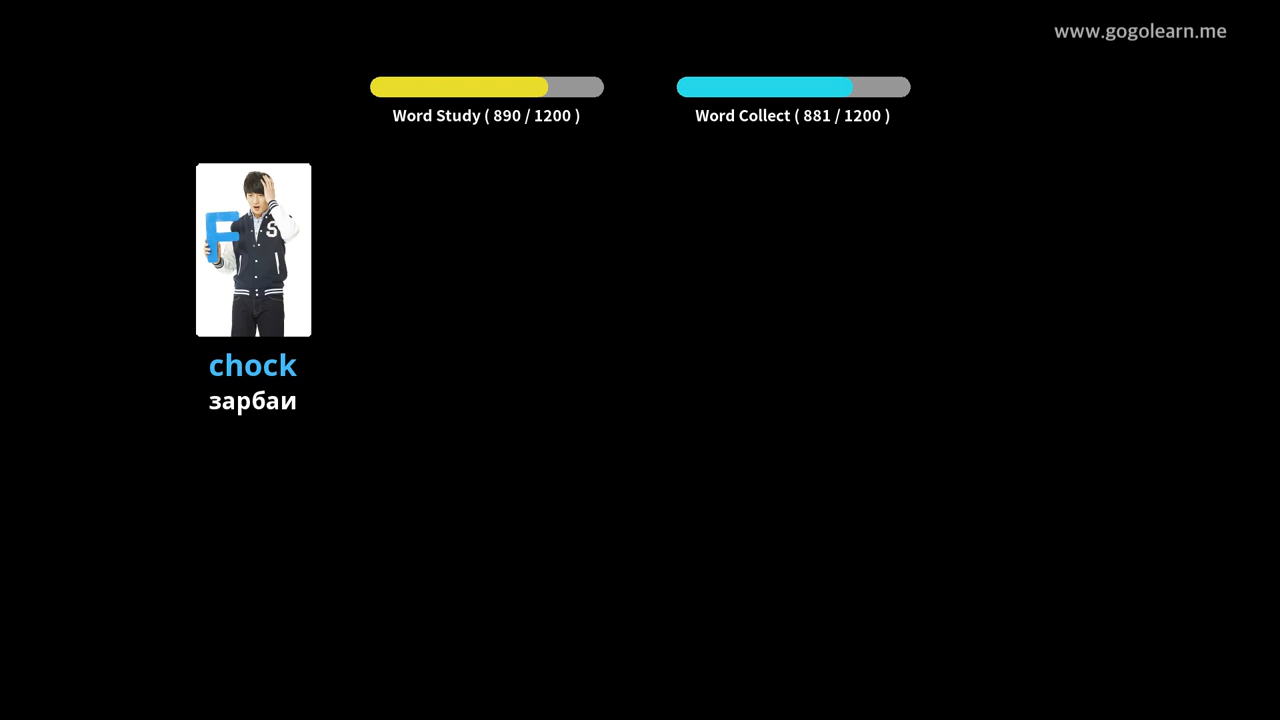 www.gogolearn.me
Word Study ( 890 / 1200 )
Word Collect ( 881 / 1200 )
F
S
chock
зарбаи